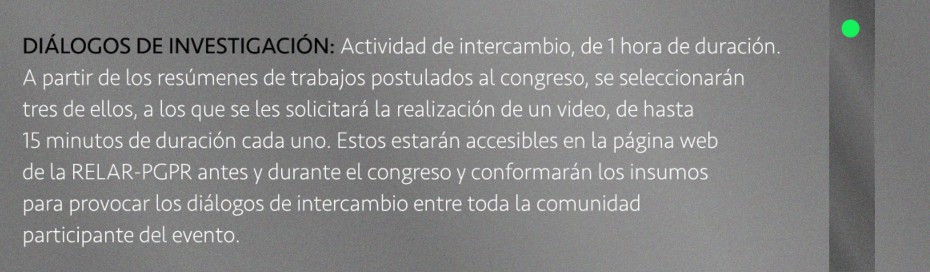 DIÁLOGOS DE INVESTIGACIÓN: Actividad de intercambio, de 1 hora de duración.
A partir de los resúmenes de trabajos postulados al congreso, se seleccionarán
tres de ellos, a los que se les solicitará la realización de un video, de hasta
15 minutos de duración cada uno. Estos estarán accesibles en la página web
de la RELAR-PGPR antes y durante el congreso y conformarán los insumos
para provocar los diálogos de intercambio entre toda la comunidad
participante del evento.